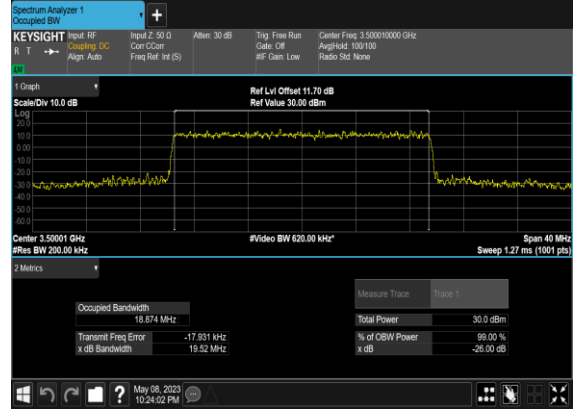 Spectrum Analyzer 1
Occupied BW
+
KEYSIGHT Input: RF Input Z: 50 Ω Atten: 30 dB Trig: Free Run Center Freq: 3.500010000 GHz
R T Coupling: DC Corr CCorr Gate: Off Avg|Hold: 100/100
Align: Auto Freq Ref: Int (S) #IF Gain: Low Radio Std: None
LM
1 Graph Ref Lvl Offset 11.70 dB
Scale/Div 10.0 dB Ref Value 30.00 dBm
Log
20.0
10.0
0.00
-10.0
-20.0
-30.0
-40.0
-50.0
-60.0
Center 3.50001 GHz #Video BW 620.00 kHz* Span 40 MHz
#Res BW 200.00 kHz Sweep 1.27 ms (1001 pts)
2 Metrics
Measure Trace Trace 1
Occupied Bandwidth
18.874 MHz Total Power 30.0 dBm
Transmit Freq Error -17.931 kHz % of OBW Power 99.00 %
x dB Bandwidth 19.52 MHz x dB -26.00 dB
? May 08, 2023
10:24:02 PM